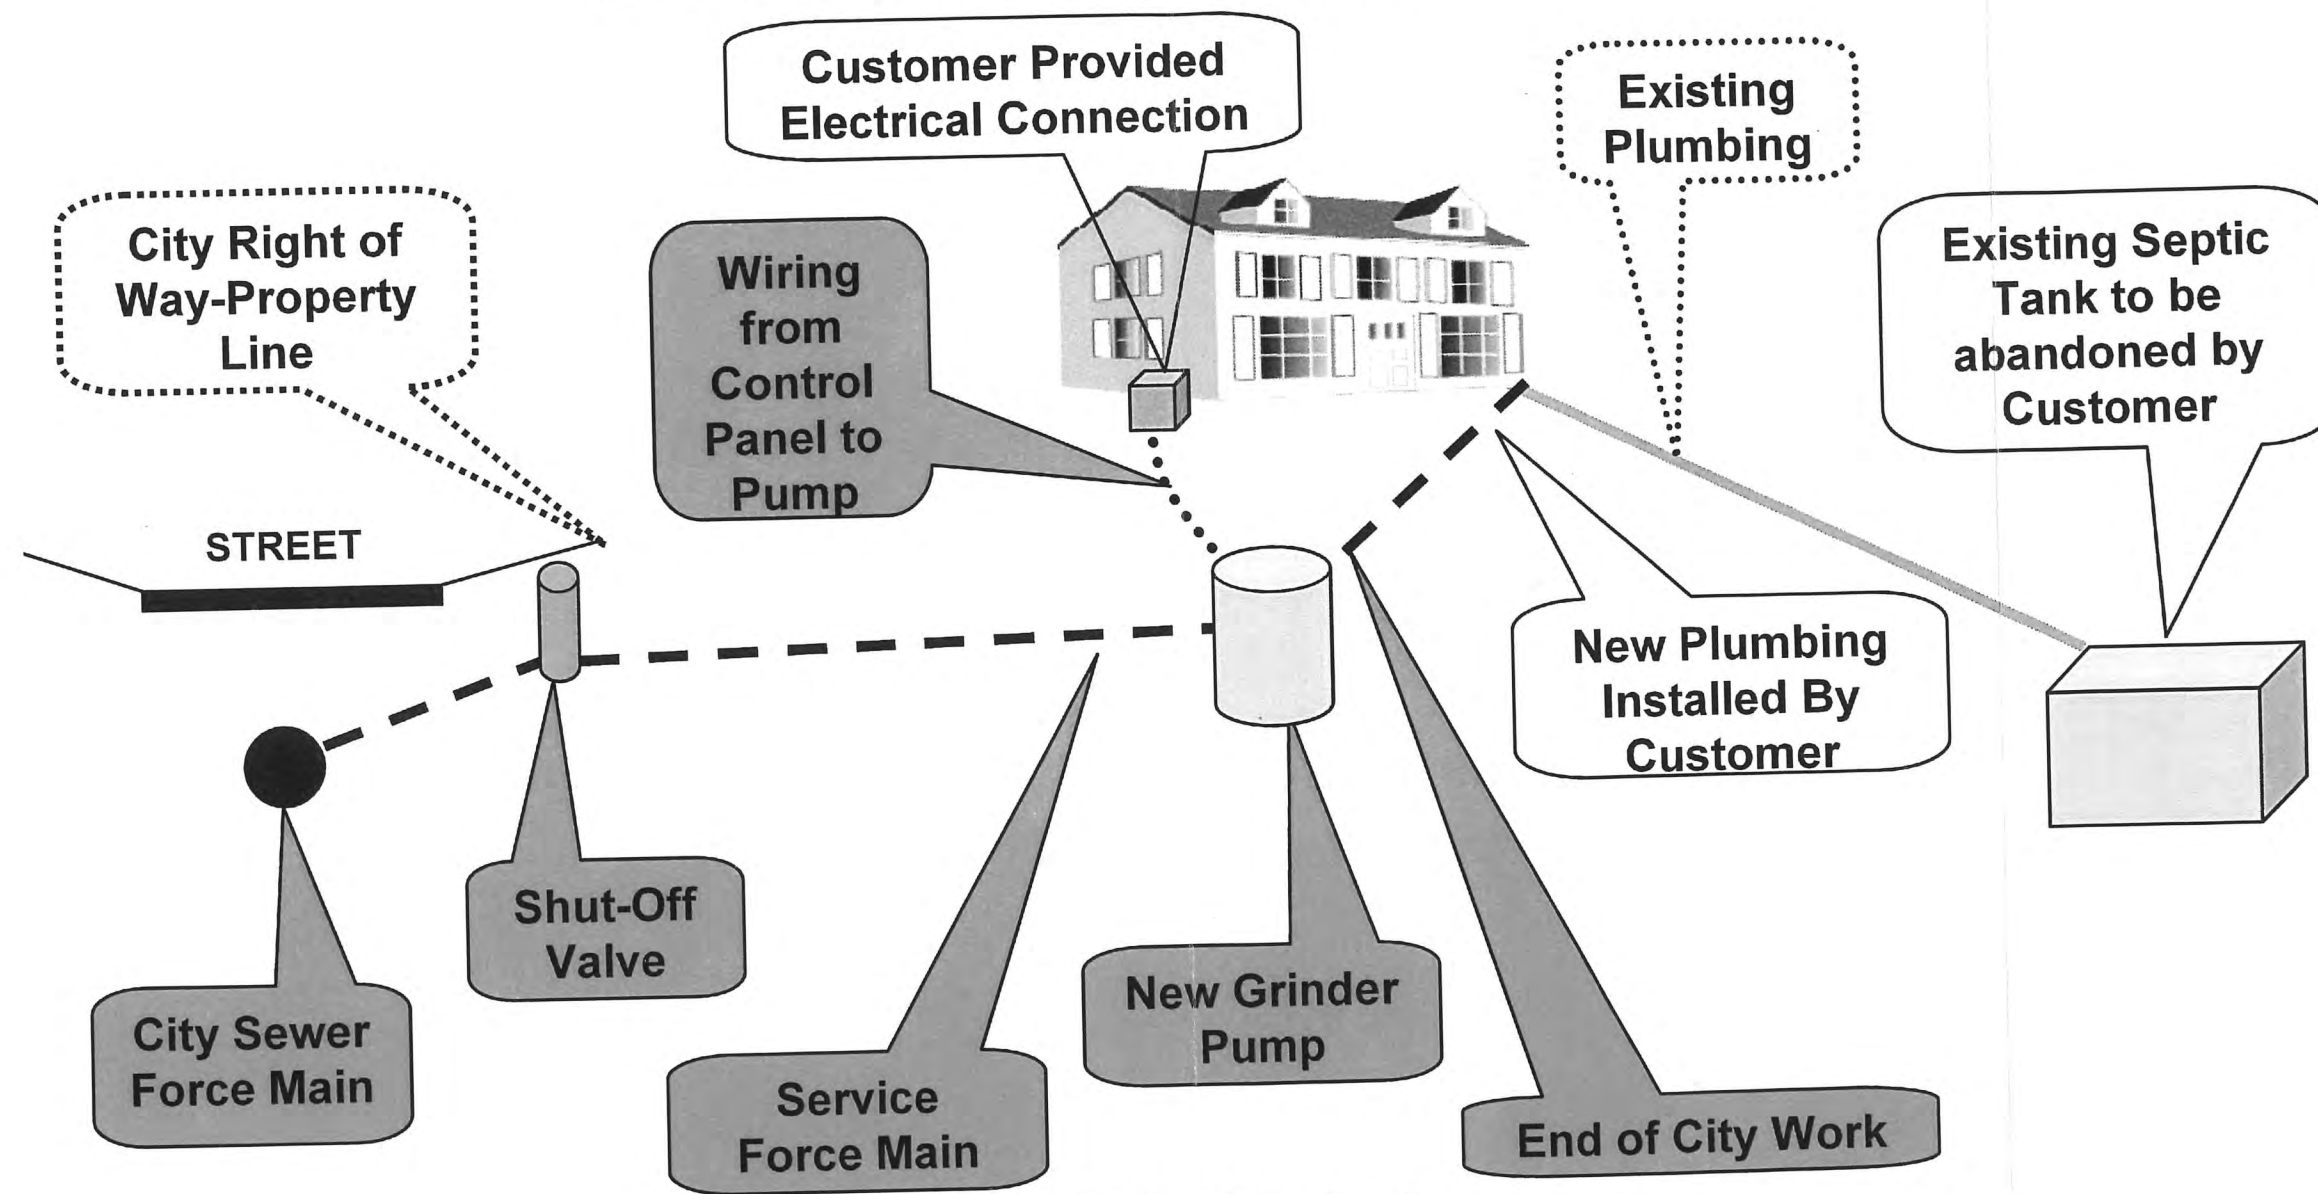 Customer Provided
Electrical Connection
Existing
Plumbing
City Right of
Way-Property
Line
Wiring
from
Control
Panel to
Pump
Existing Septic
Tank to be
abandoned by
Customer
STREET
New Plumbing
Installed By
Customer
Shut-Off
Valve
New Grinder
Pump
City Sewer
Force Main
Service
Force Main
End of City Work